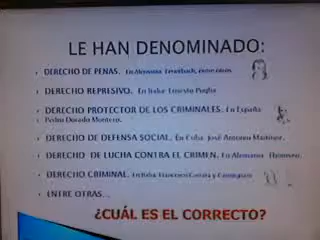 LE HAN DENOMINADO:
DERECHO DE PENAS. En Alemania Feuerbach, entre otros
DERECHO REPRESIVO. En Italia: Ernesto Puglia
DERECHO PROTECTOR DE LOS CRIMINALES. En España
Pedro Dorado Montero.
DERECHO DE DEFENSA SOCIAL. En Cuba. José Antonio Martínez.
DERECHO DE LUCHA CONTRA EL CRIMEN. En Alemania Thomsen.
DERECHO CRIMINAL. En Italia Francesco Carrara y
ENTRE OTRAS...
¿CUÁL ES EL CORRECTO?